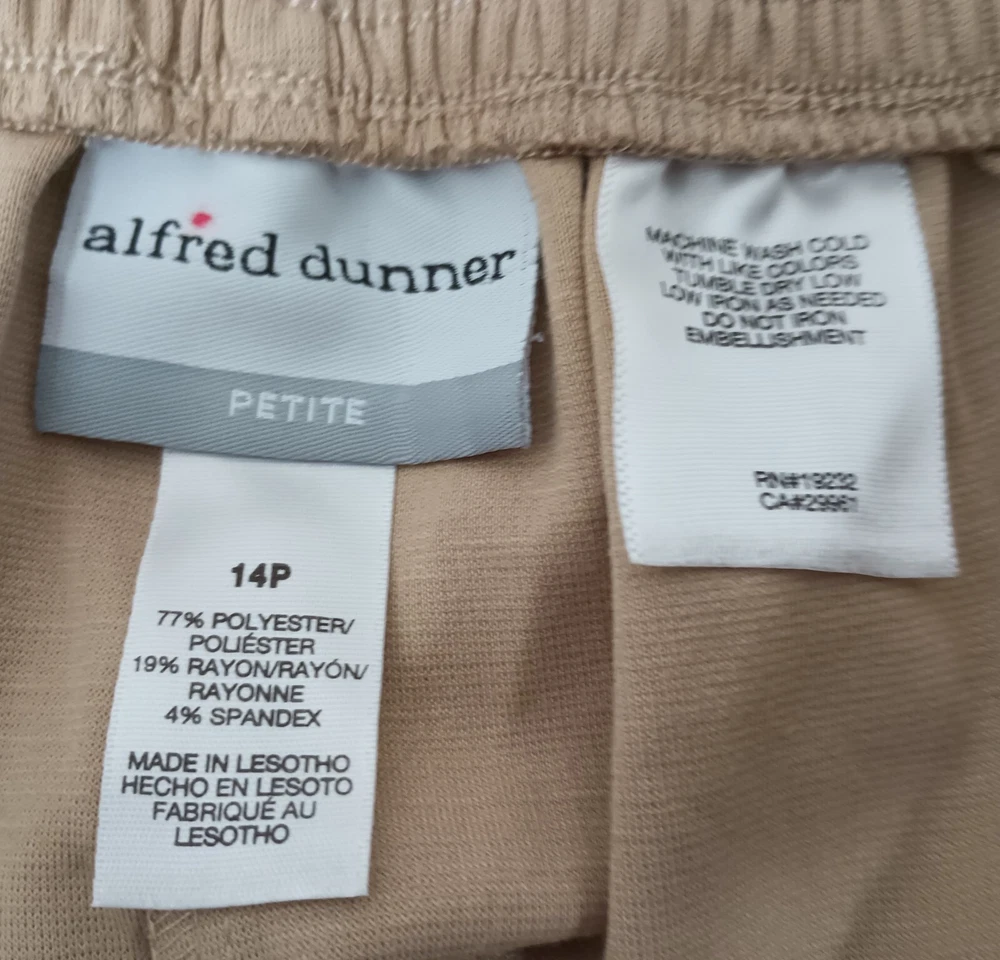 alfred dunner
PETITE
14P
77% POLYESTER/
POLIÉSTER
19% RAYON/RAYÓN/
RAYONNE
4% SPANDEX
MADE IN LESOTHO
HECHO EN LESOTO
FABRIQUÉ AU
LESOTHO
MACHINE WASH COLD
WITH LIKE COLORS
TUMBLE DRY LOW
LOW IRON AS NEEDED
DO NOT IRON
EMBELLISHMENT
RN#19232
CA#29961